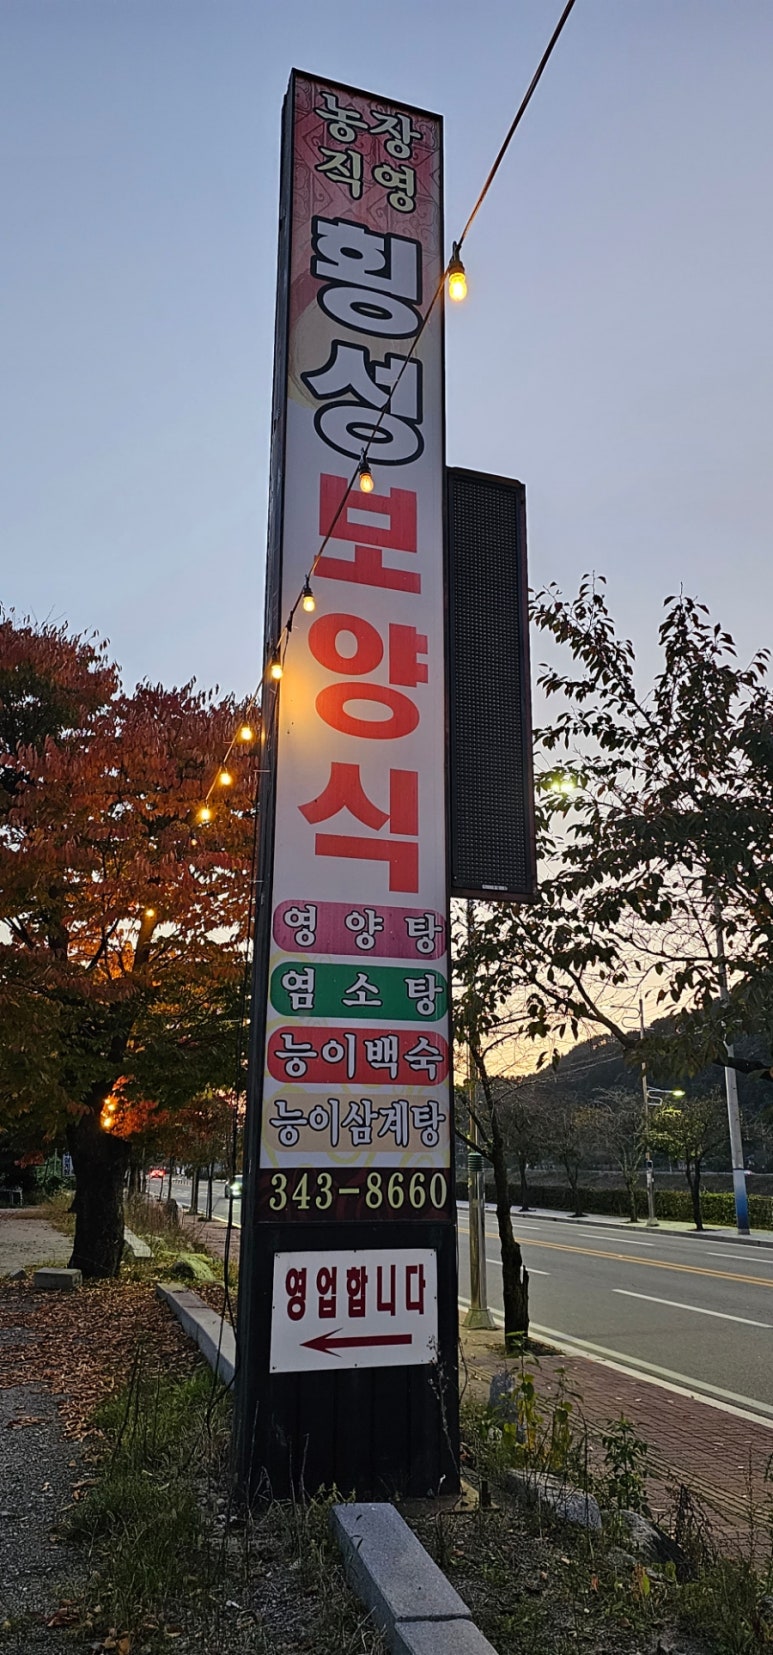 농장
직영
횡성
보양식
영양탕
염소탕
능이백숙
능이삼계탕
343-8660
영업합니다